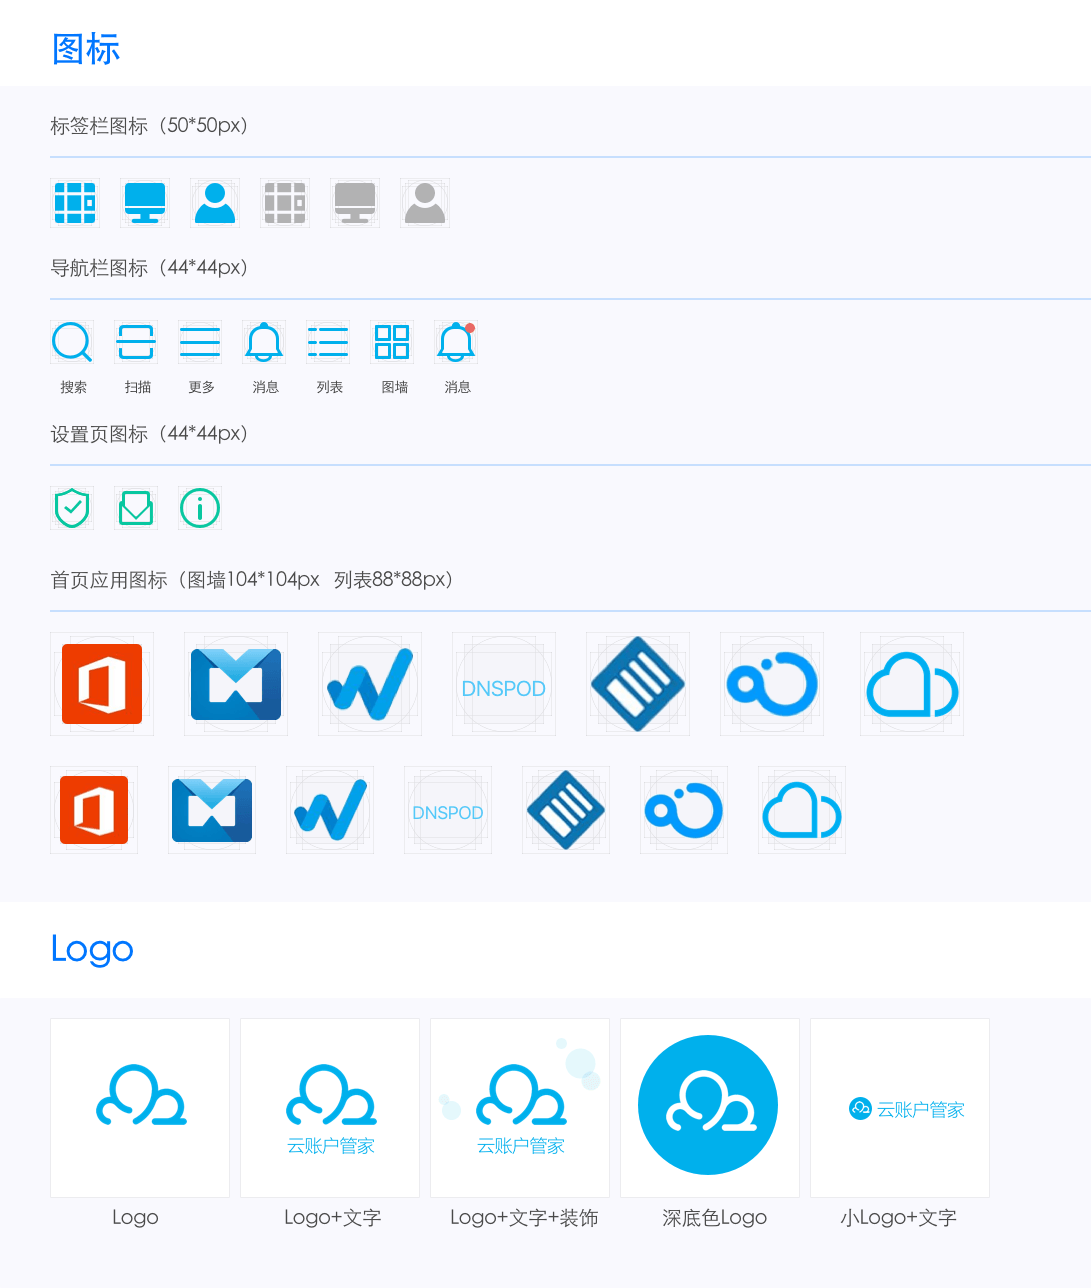 图标
标签栏图标（50*50px）
导航栏图标（44*44px）
搜索 扫描 更多 消息 列表 图墙 消息
设置页图标（44*44px）
首页应用图标（图墙104*104px 列表88*88px）
DNSPOD
DNSPOD
Logo
云账户管家 云账户管家 云账户管家
Logo Logo+文字 Logo+文字+装饰 深底色Logo 小Logo+文字